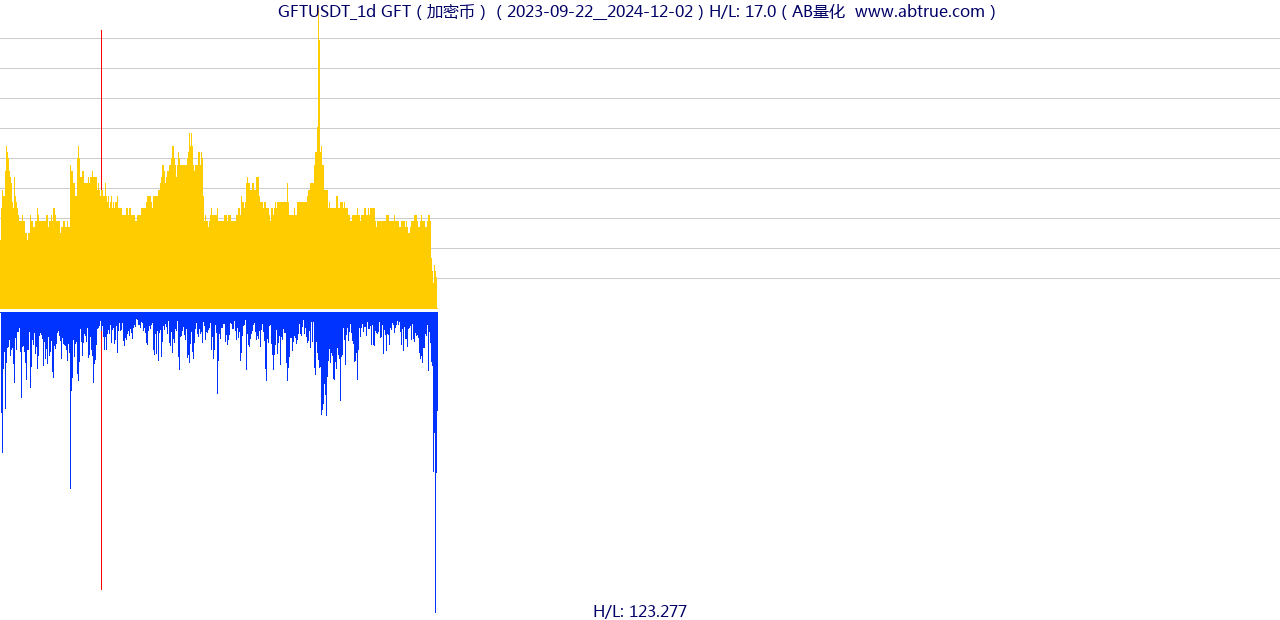 GFTUSDT_1d GFT ( 加密币 ) ( 2023-09-22__2024-12-02 ) H/L: 17.0 ( AB量化  www.abtrue.com )
H/L: 123.277